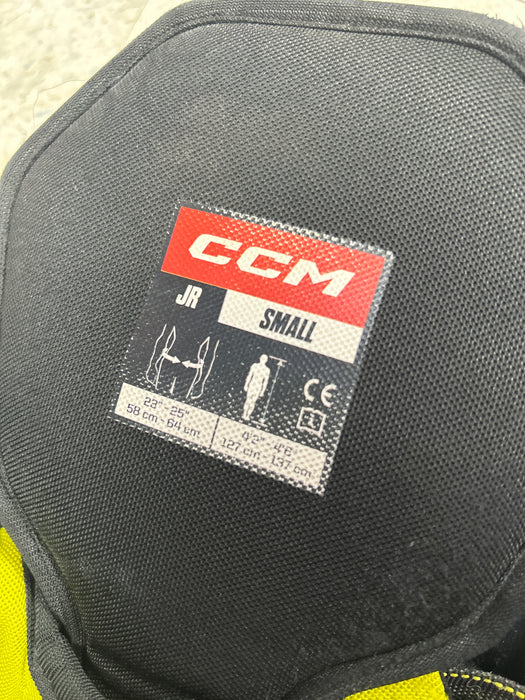 CCM
JR SMALL
CE
23" - 25"
58 cm - 64 cm
4'2" - 4'6
127 cm - 137 cm